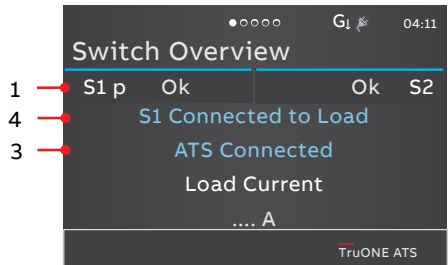 G↓ 04:11
Switch Overview
1 S1 p Ok Ok S2
4 S1 Connected to Load
3 ATS Connected
Load Current
.... A
TruONE ATS